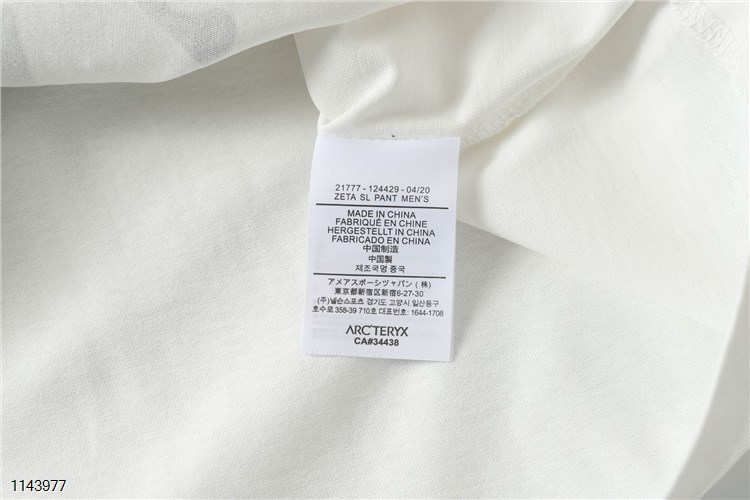 21777 - 124429 - 04/20
ZETA SL PANT MEN'S
MADE IN CHINA
FABRIQUÉ EN CHINE
HERGESTELLT IN CHINA
FABRICADO EN CHINA
中国制造
中国製
제조국명 중국
アメアスポーシヅャパン (株)
東京都新宿区新宿6-27-30
(주)넬슨스포츠 경기도 고양시 일산동구
호수로 358-39 710호 대표번호: 1644-1708
ARC'TERYX
CA#34438
1143977